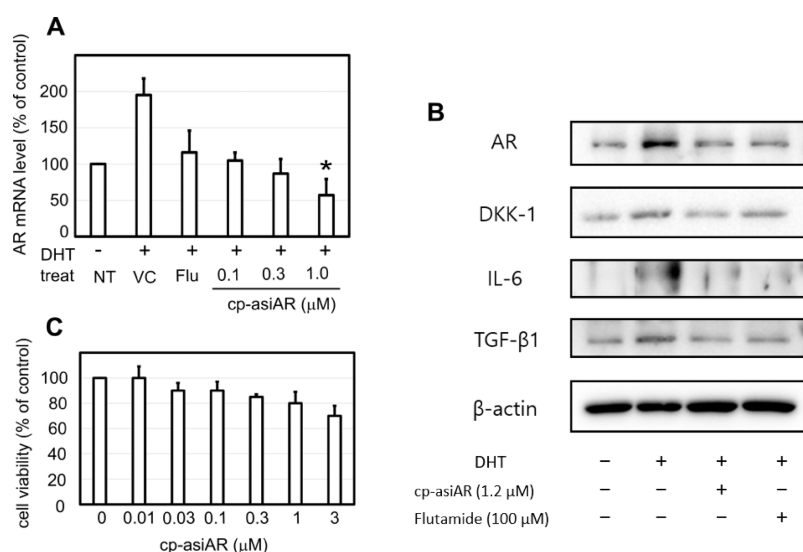 A
AR mRNA level (% of control)
200
150
100
50
0
*
DHT - + + + + +
treat NT VC Flu 0.1 0.3 1.0
cp-asiAR (μM)
B
AR
DKK-1
IL-6
TGF-β1
β-actin
DHT − + + +
cp-asiAR (1.2 μM) − − + −
Flutamide (100 μM) − − − +
C
cell viability (% of control)
100
80
60
40
20
0
0 0.01 0.03 0.1 0.3 1 3
cp-asiAR (μM)